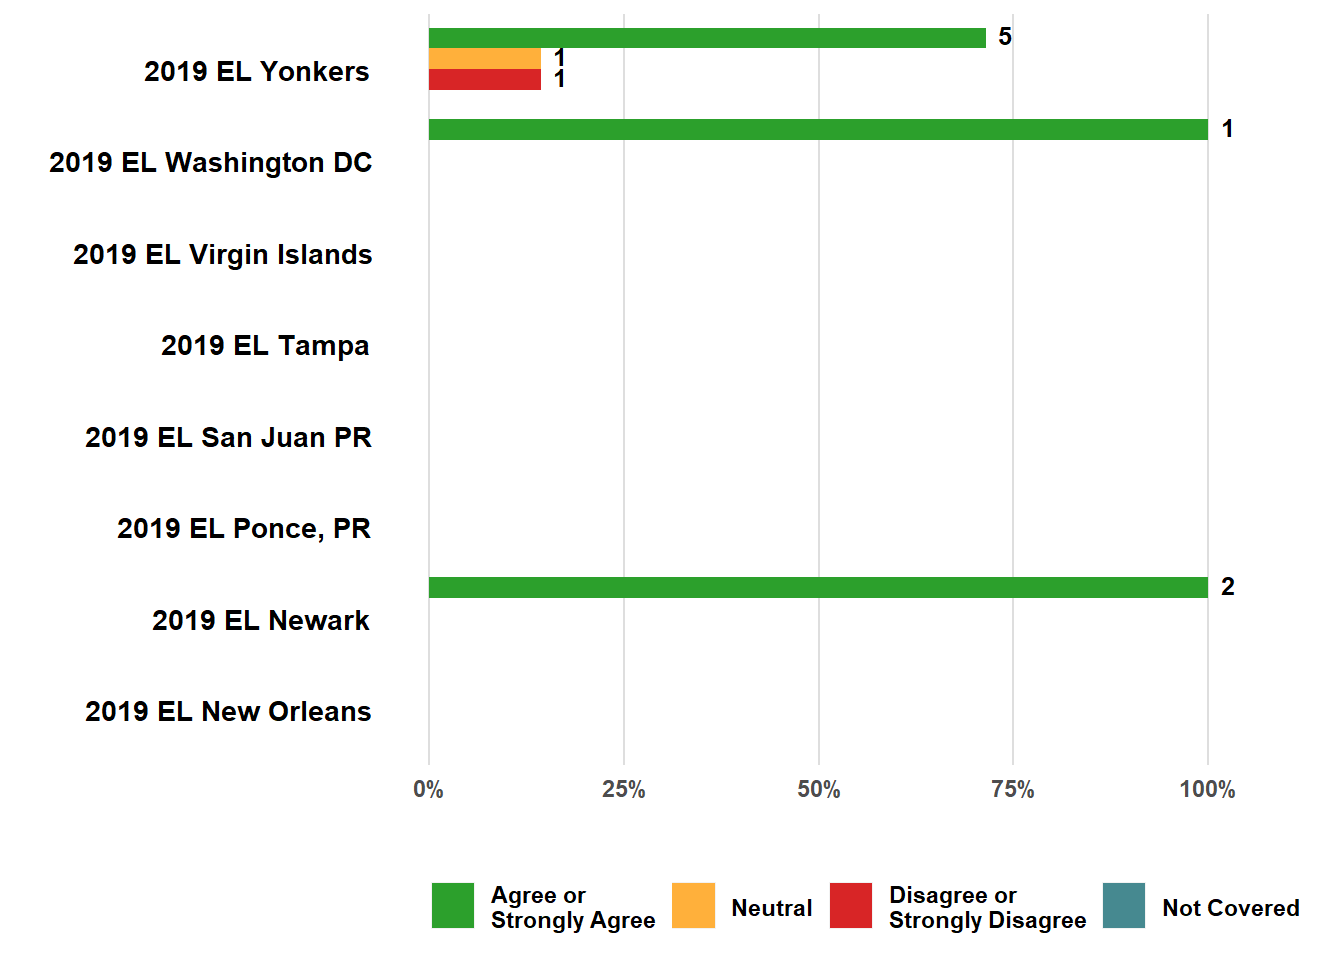 5
1
2019 EL Yonkers
1
1
2019 EL Washington DC
2019 EL Virgin Islands
2019 EL Tampa
2019 EL San Juan PR
2019 EL Ponce, PR
2
2019 EL Newark
2019 EL New Orleans
0% 25% 50% 75% 100%
Agree or
Strongly Agree
Neutral
Disagree or
Strongly Disagree
Not Covered